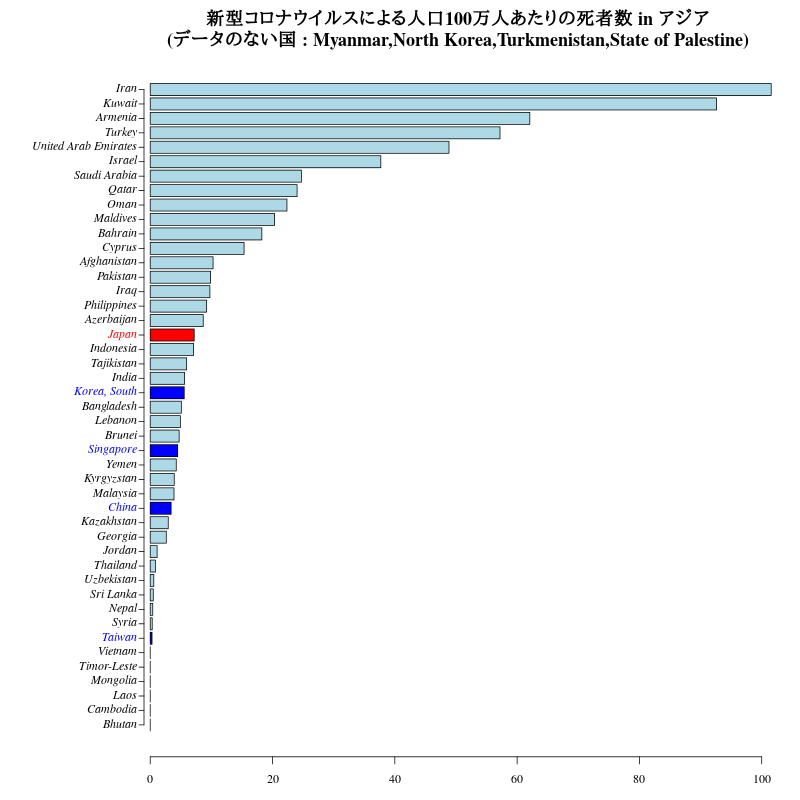 新型コロナウイルスによる人口100万人あたりの死者数 in アジア
(データのない国 : Myanmar,North Korea,Turkmenistan,State of Palestine)
Iran
Kuwait
Armenia
Turkey
United Arab Emirates
Israel
Saudi Arabia
Qatar
Oman
Maldives
Bahrain
Cyprus
Afghanistan
Pakistan
Iraq
Philippines
Azerbaijan
Japan
Indonesia
Tajikistan
India
Korea, South
Bangladesh
Lebanon
Brunei
Singapore
Yemen
Kyrgyzstan
Malaysia
China
Kazakhstan
Georgia
Jordan
Thailand
Uzbekistan
Sri Lanka
Nepal
Syria
Taiwan
Vietnam
Timor-Leste
Mongolia
Laos
Cambodia
Bhutan
0 20 40 60 80 100